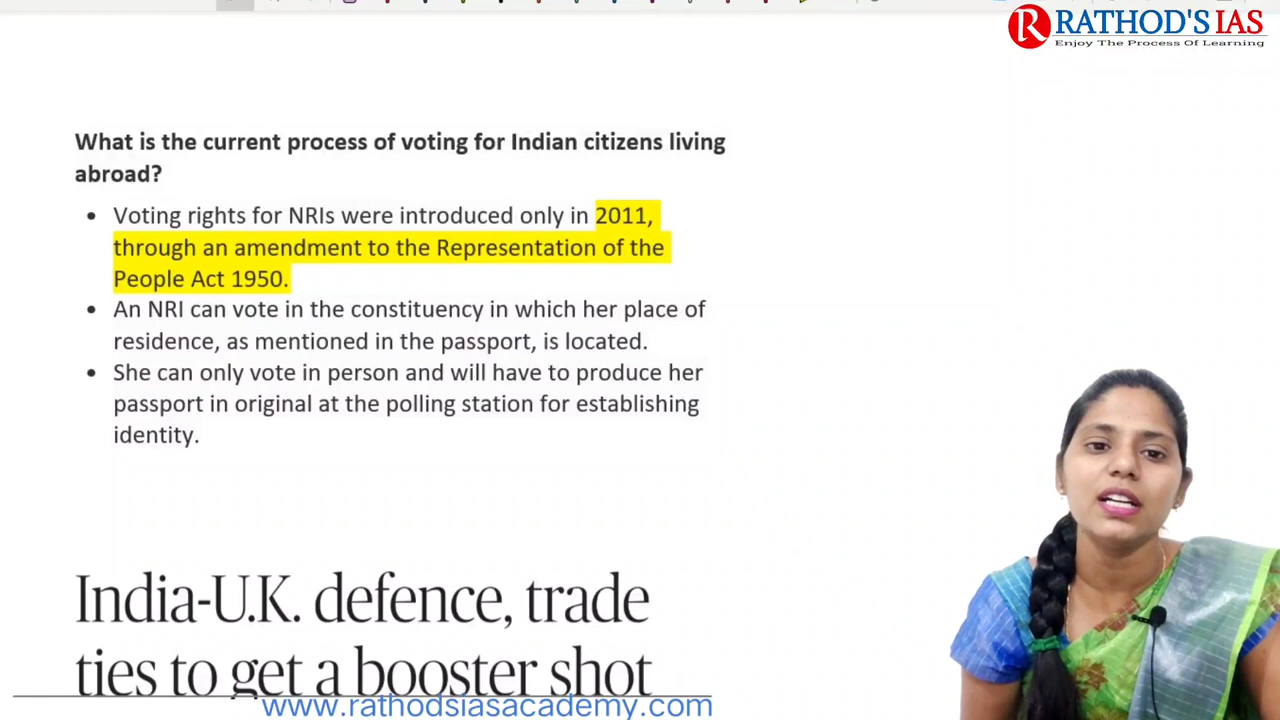 RATHOD'S IAS
Enjoy The Process Of Learning
What is the current process of voting for Indian citizens living
abroad?
• Voting rights for NRIs were introduced only in 2011,
through an amendment to the Representation of the
People Act 1950.
• An NRI can vote in the constituency in which her place of
residence, as mentioned in the passport, is located.
• She can only vote in person and will have to produce her
passport in original at the polling station for establishing
identity.
India-U.K. defence, trade
ties to get a booster shot
www.rathodsiasacademy.com